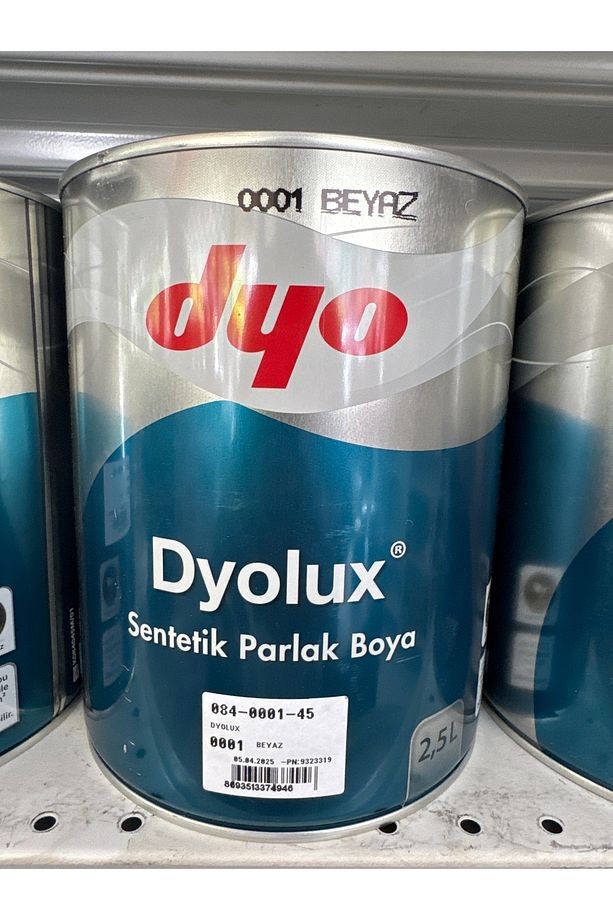 0001 BEYAZ
dyo
Dyolux®
Sentetik Parlak Boya
084-0001-45
DYOLUX
0001 BEYAZ
05.04.2025 -PN:9323319
8693513374946
2,5 L